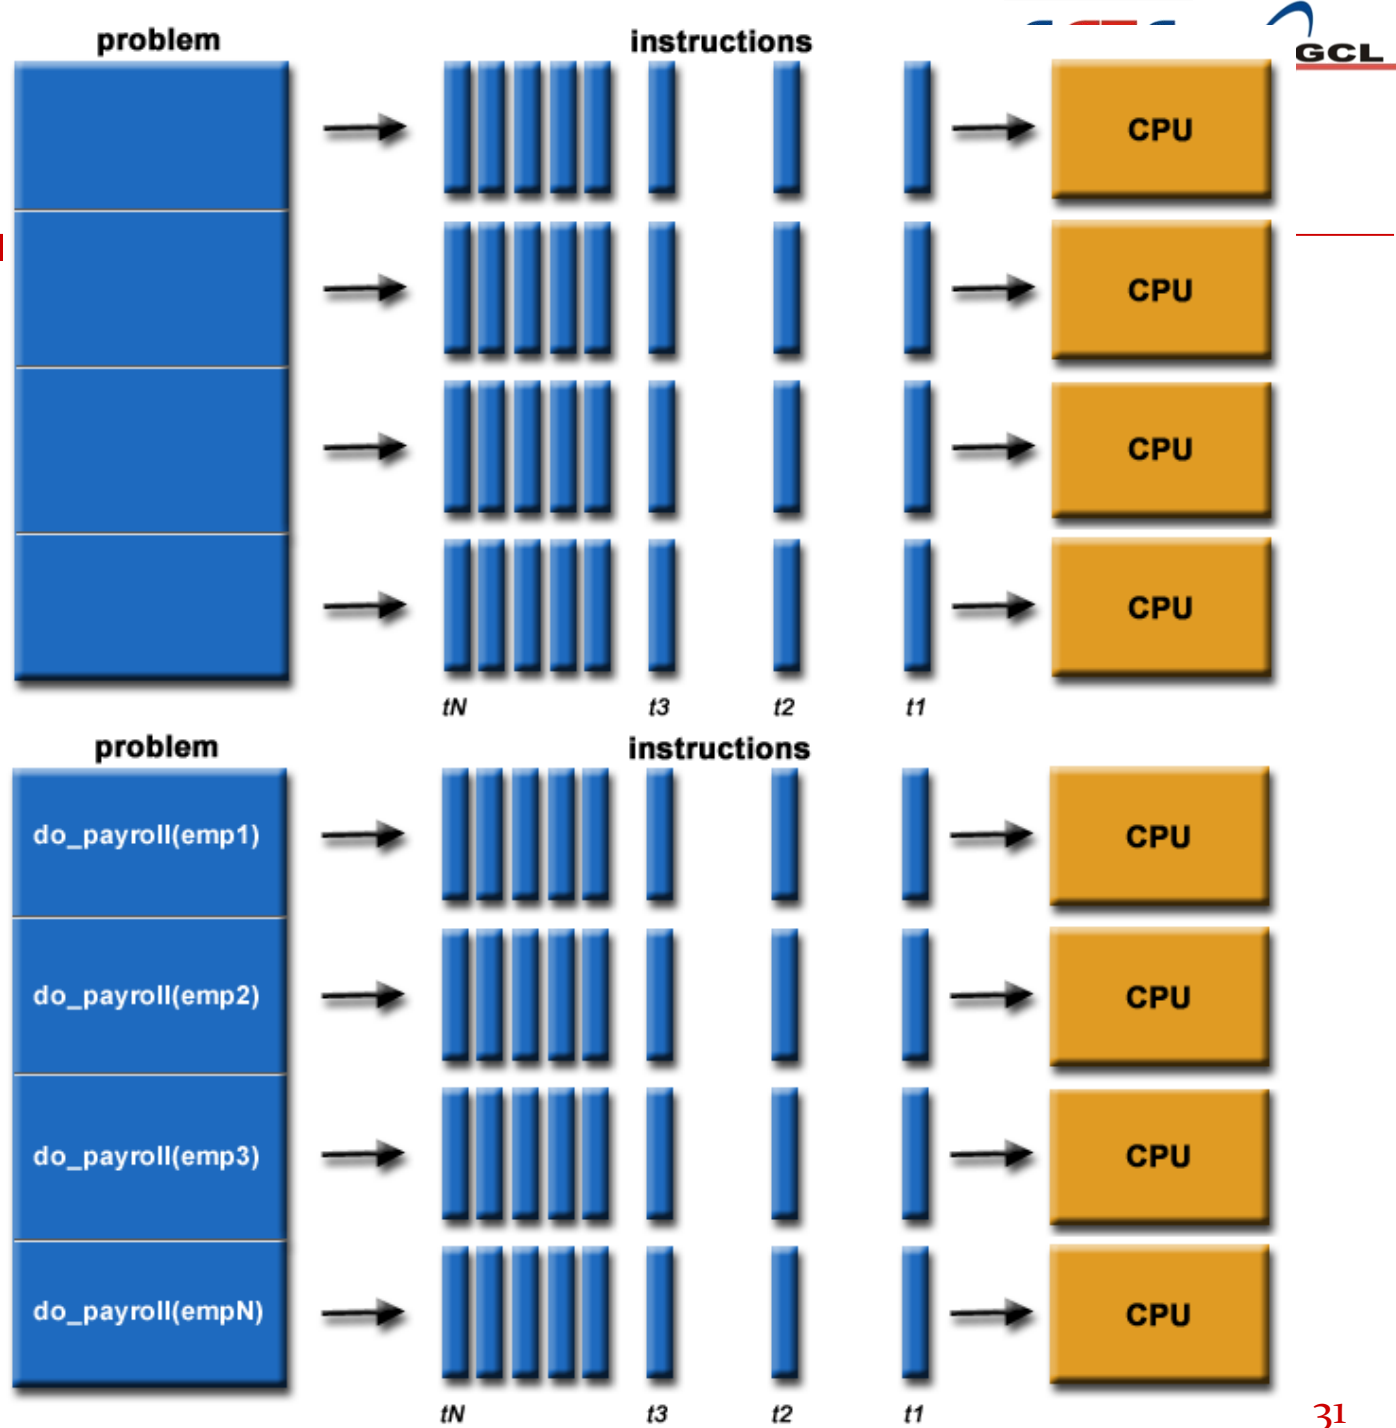 problem
instructions
GCL
CPU
CPU
CPU
CPU
tN t3 t2 t1
problem
instructions
do_payroll(emp1)
CPU
do_payroll(emp2)
CPU
do_payroll(emp3)
CPU
do_payroll(empN)
CPU
tN t3 t2 t1
31